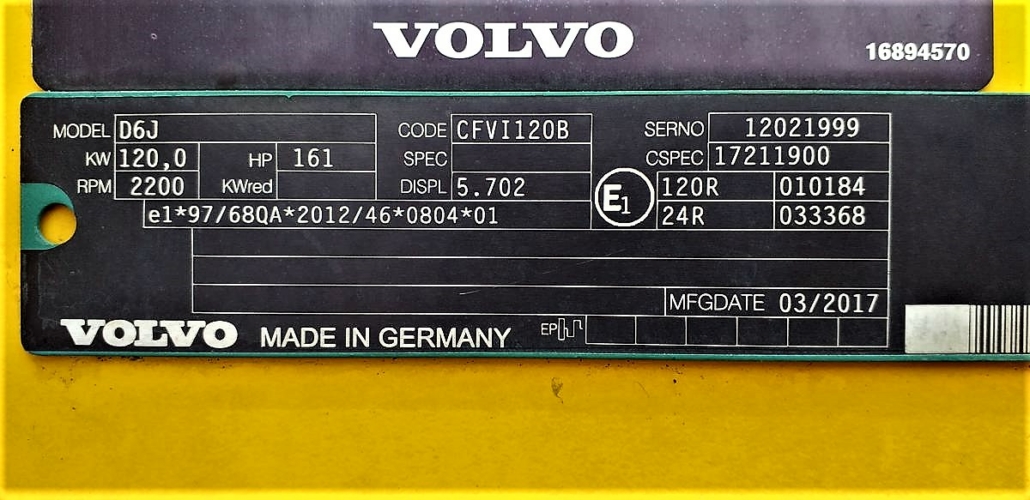 VOLVO
16894570
MODEL D6J CODE CFVI120B SERNO 12021999
KW 120,0 HP 161 SPEC CSPEC 17211900
RPM 2200 KWred DISPL 5.702 E1 120R 010184
e1*97/68QA*2012/46*0804*01 24R 033368
MFGDATE 03/2017
VOLVO MADE IN GERMANY EP